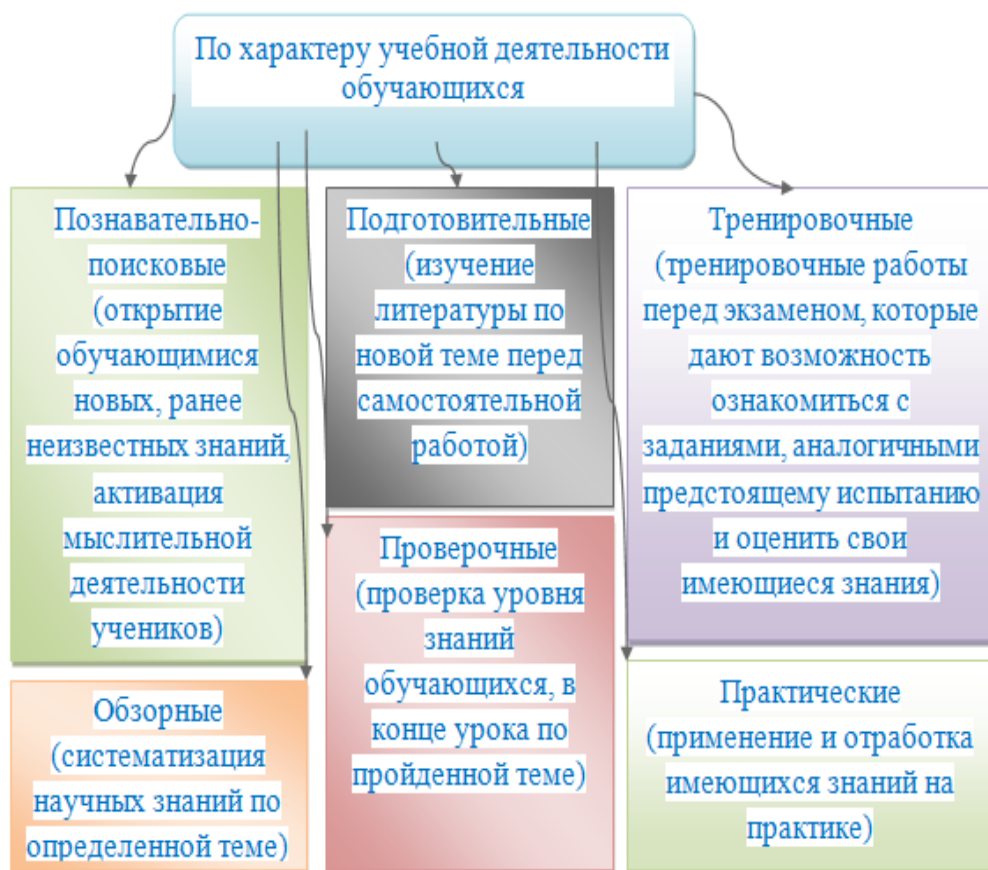 По характеру учебной деятельности
обучающихся
Познавательно-
поисковые
(открытие
обучающимися
новых, ранее
неизвестных знаний,
активация
мыслительной
деятельности
учеников)
Подготовительные
(изучение
литературы по
новой теме перед
самостоятельной
работой)
Тренировочные
(тренировочные работы
перед экзаменом, которые
дают возможность
ознакомиться с
заданиями, аналогичными
предстоящему испытанию
и оценить свои
имеющиеся знания)
Обзорные
(систематизация
научных знаний по
определенной теме)
Проверочные
(проверка уровня
знаний
обучающихся, в
конце урока по
пройденной теме)
Практические
(применение и отработка
имеющихся знаний на
практике)